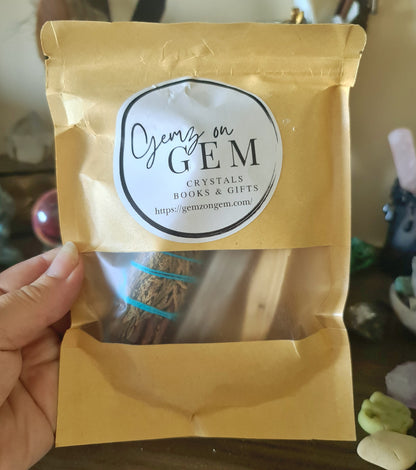 Gemz on
GEM
CRYSTALS
BOOKS & GIFTS
https://gemzongem.com/